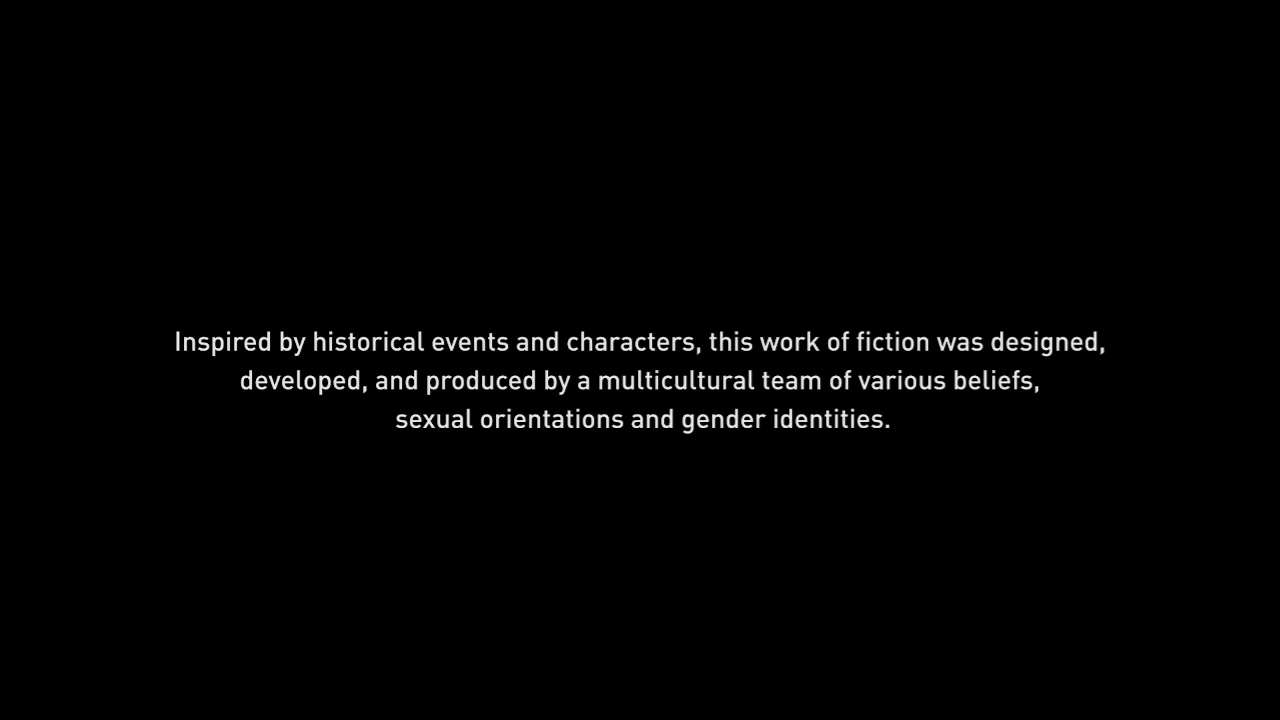 Inspired by historical events and characters, this work of fiction was designed,
developed, and produced by a multicultural team of various beliefs,
sexual orientations and gender identities.